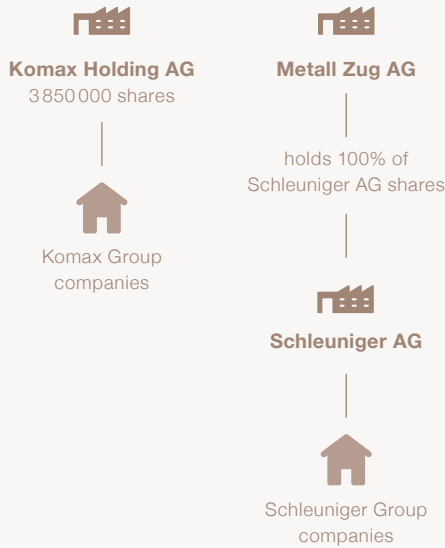 Komax Holding AG
3 850 000 shares
Komax Group
companies
Metall Zug AG
holds 100% of
Schleuniger AG shares
Schleuniger AG
Schleuniger Group
companies